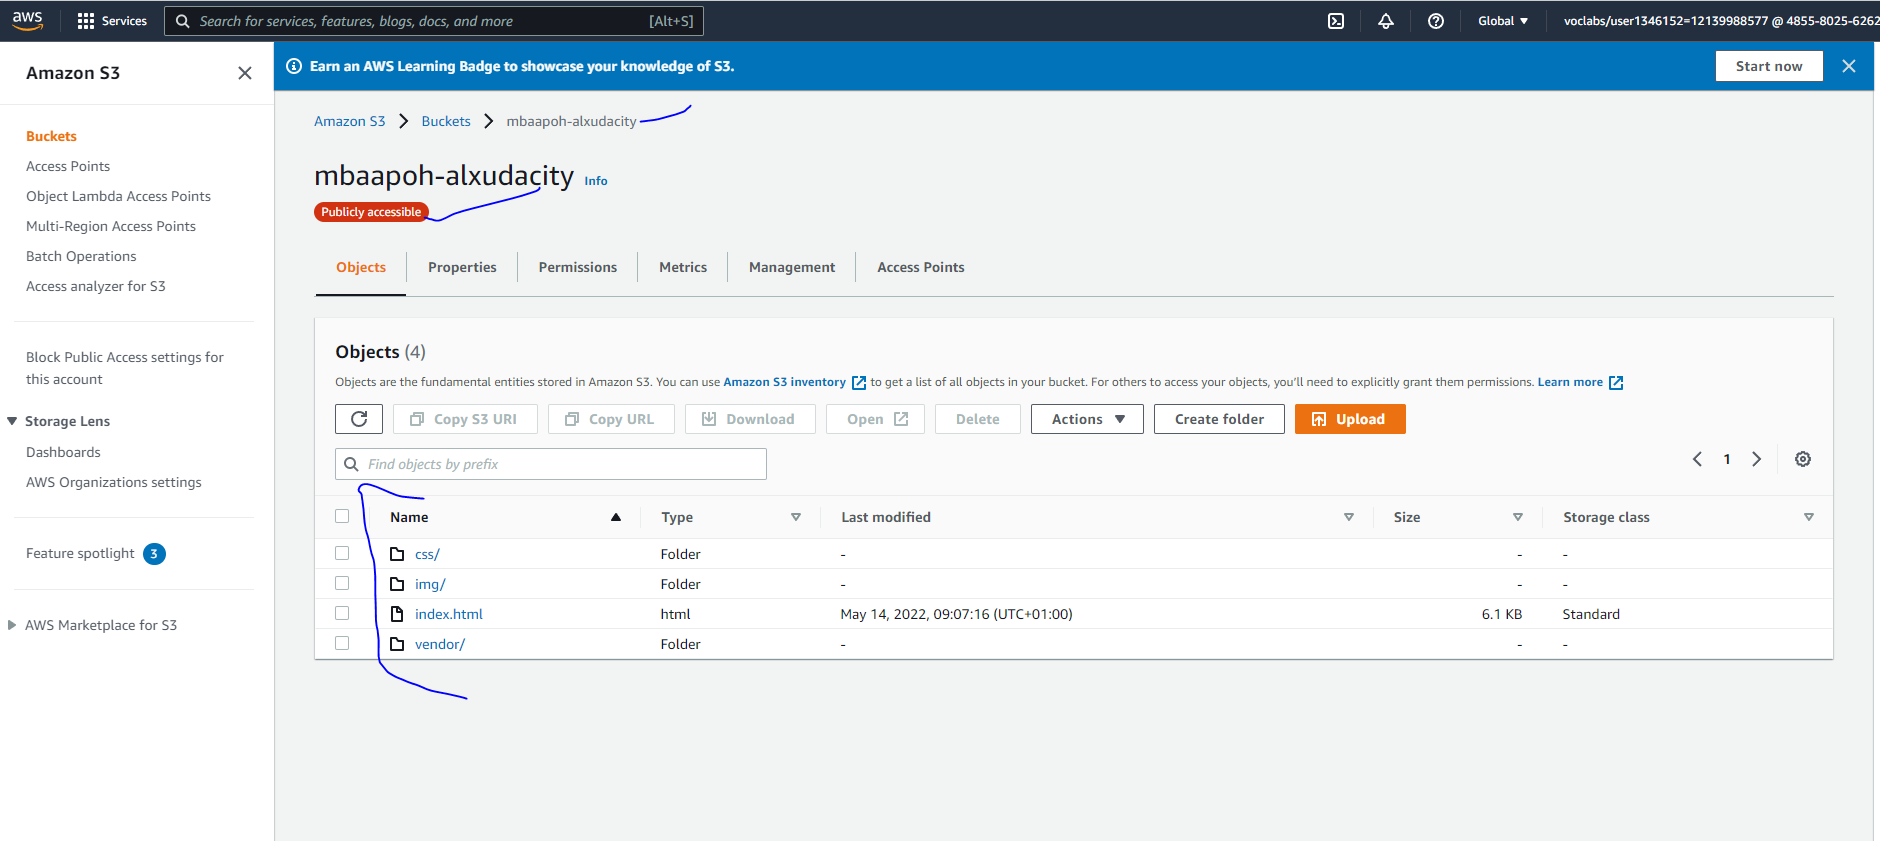 aws Services Search for services, features, blogs, docs, and more [Alt+S] Global voclabs/user1346152=12139988577 @ 4855-8025-6262
Amazon S3
Earn an AWS Learning Badge to showcase your knowledge of S3. Start now
Buckets
Access Points
Object Lambda Access Points
Multi-Region Access Points
Batch Operations
Access analyzer for S3
Block Public Access settings for
this account
Storage Lens
Dashboards
AWS Organizations settings
Feature spotlight 3
AWS Marketplace for S3
Amazon S3 Buckets mbaapoh-alxudacity
mbaapoh-alxudacity Info
Publicly accessible
Objects Properties Permissions Metrics Management Access Points
Objects (4)
Objects are the fundamental entities stored in Amazon S3. You can use Amazon S3 inventory to get a list of all objects in your bucket. For others to access your objects, you'll need to explicitly grant them permissions. Learn more
Copy S3 URI Copy URL Download Open Delete Actions Create folder Upload
Find objects by prefix
1
Name Type Last modified Size Storage class
css/ Folder - - -
img/ Folder - - -
index.html html May 14, 2022, 09:07:16 (UTC+01:00) 6.1 KB Standard
vendor/ Folder - - -